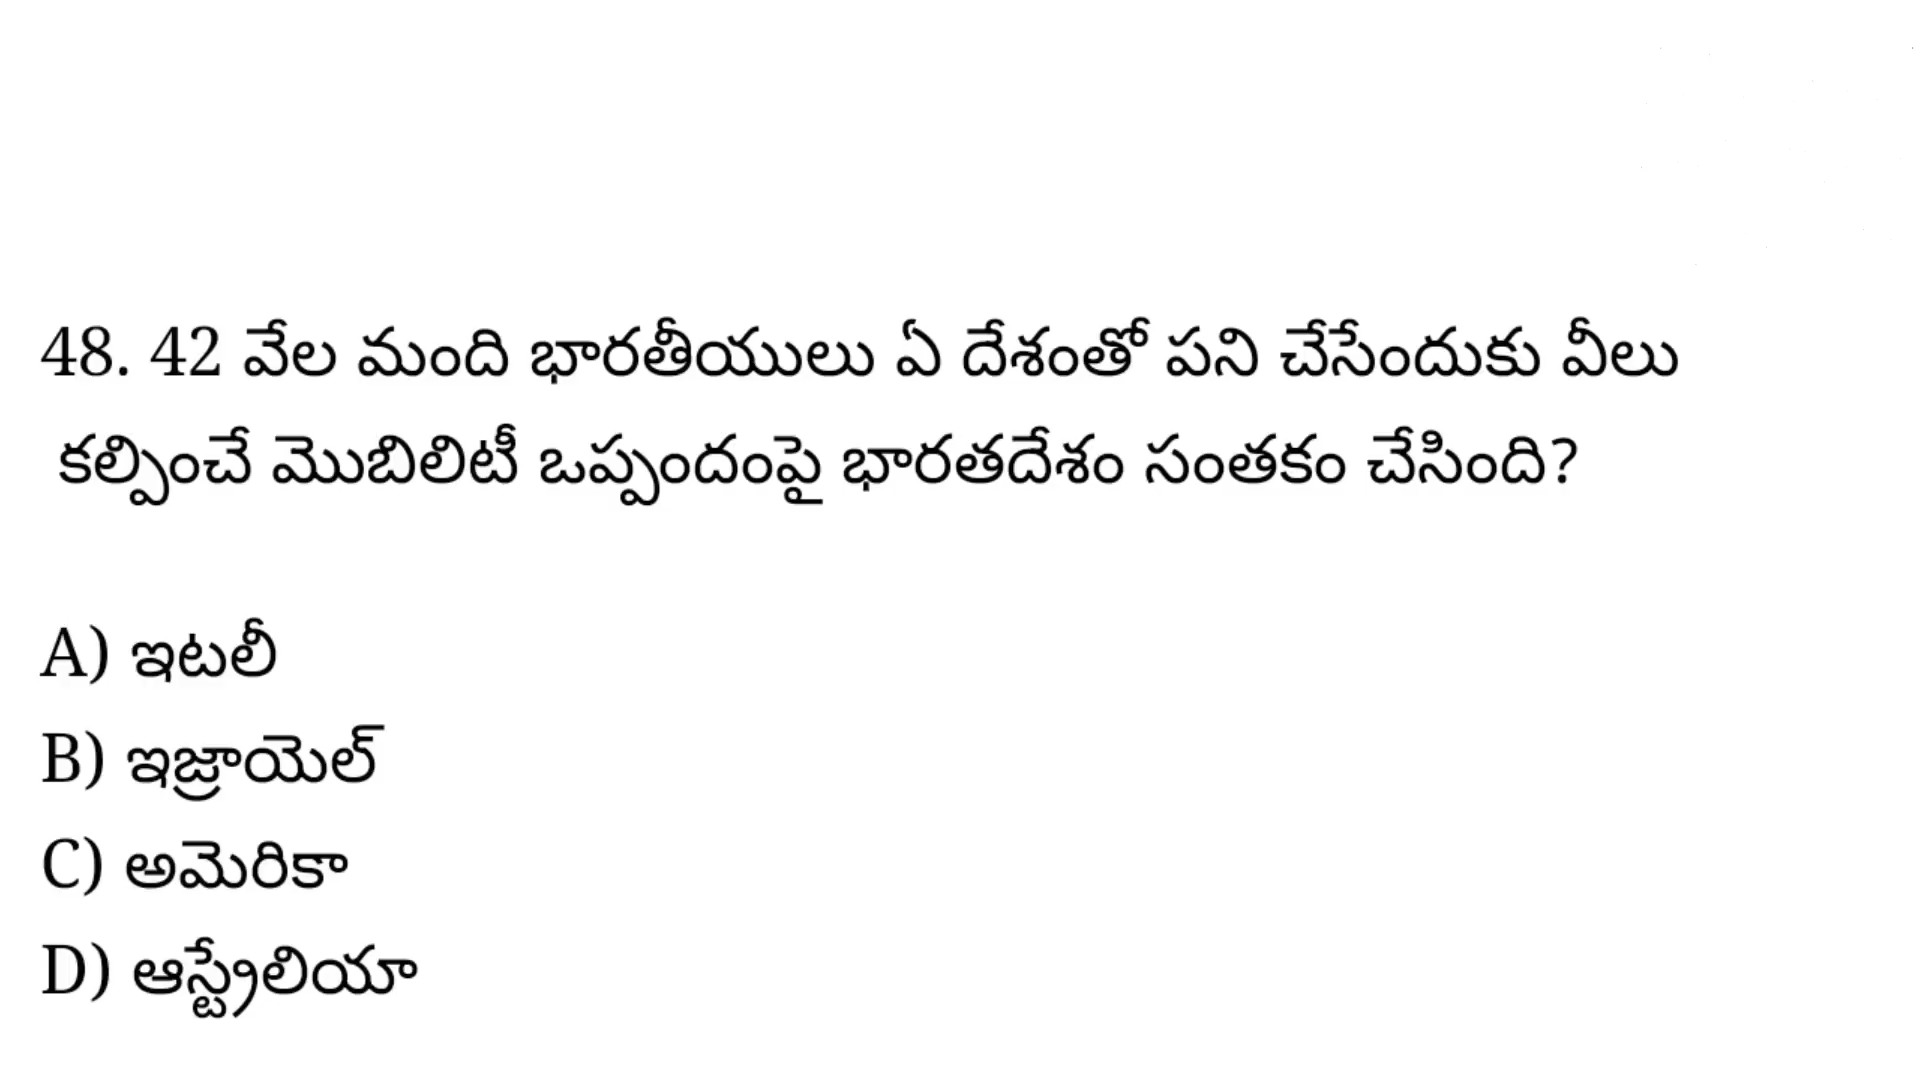 48. 42 వేల మంది భారతీయులు ఏ దేశంతో పని చేసేందుకు వీలు
కల్పించే మొబిలిటీ ఒప్పందంపై భారతదేశం సంతకం చేసింది?
A) ఇటలీ
B) ఇజ్రాయెల్
C) అమెరికా
D) ఆస్ట్రేలియా